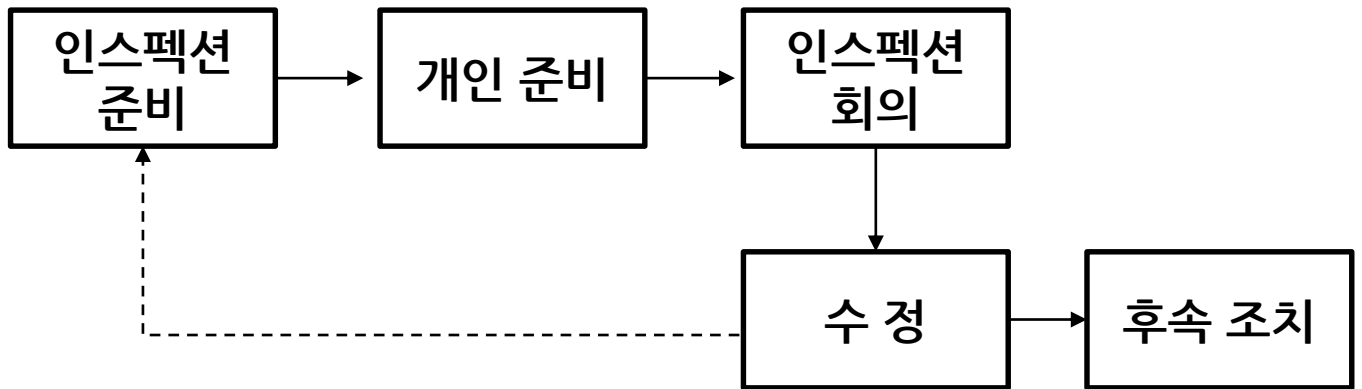 인스펙션
준비
개인 준비
인스펙션
회의
수 정
후속 조치